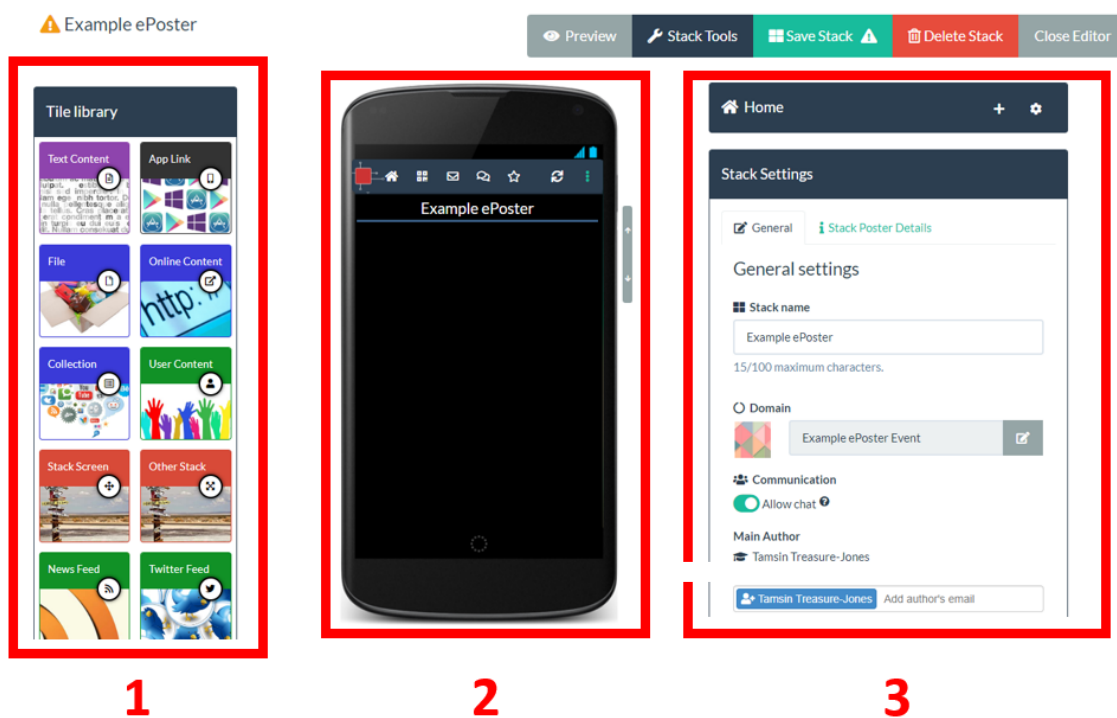 Example ePoster
Preview
Stack Tools
Save Stack
Delete Stack
Close Editor
Tile library
Text Content
App Link
File
Online Content
http:
Collection
User Content
Stack Screen
Other Stack
News Feed
Twitter Feed
Example ePoster
Home
Stack Settings
General
Stack Poster Details
General settings
Stack name
Example ePoster
15/100 maximum characters.
Domain
Example ePoster Event
Communication
Allow chat
Main Author
Tamsin Treasure-Jones
Tamsin Treasure-Jones Add author's email
1
2
3